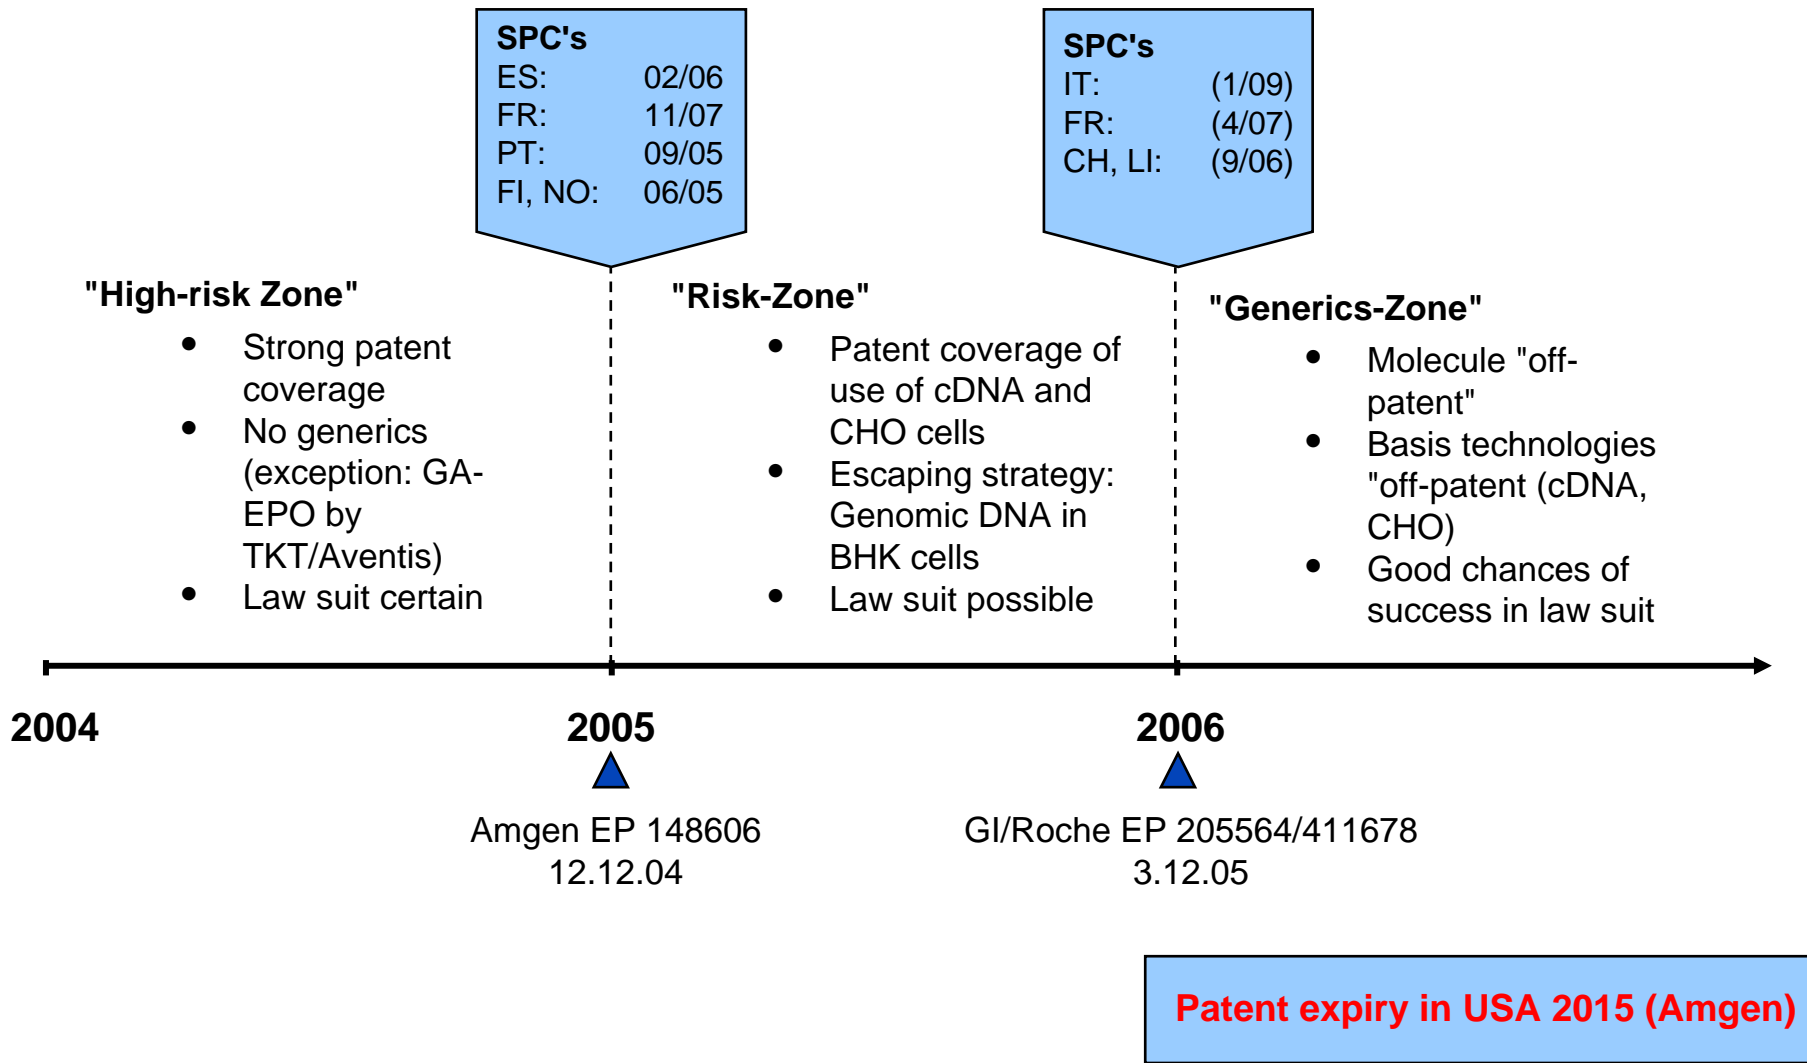 SPC's
ES: 02/06
FR: 11/07
PT: 09/05
FI, NO: 06/05
SPC's
IT: (1/09)
FR: (4/07)
CH, LI: (9/06)
"High-risk Zone"
• Strong patent
coverage
• No generics
(exception: GA-
EPO by
TKT/Aventis)
• Law suit certain
"Risk-Zone"
• Patent coverage of
use of cDNA and
CHO cells
• Escaping strategy:
Genomic DNA in
BHK cells
• Law suit possible
"Generics-Zone"
• Molecule "off-
patent"
• Basis technologies
"off-patent (cDNA,
CHO)
• Good chances of
success in law suit
2004
2005
2006
Amgen EP 148606
12.12.04
GI/Roche EP 205564/411678
3.12.05
Patent expiry in USA 2015 (Amgen)